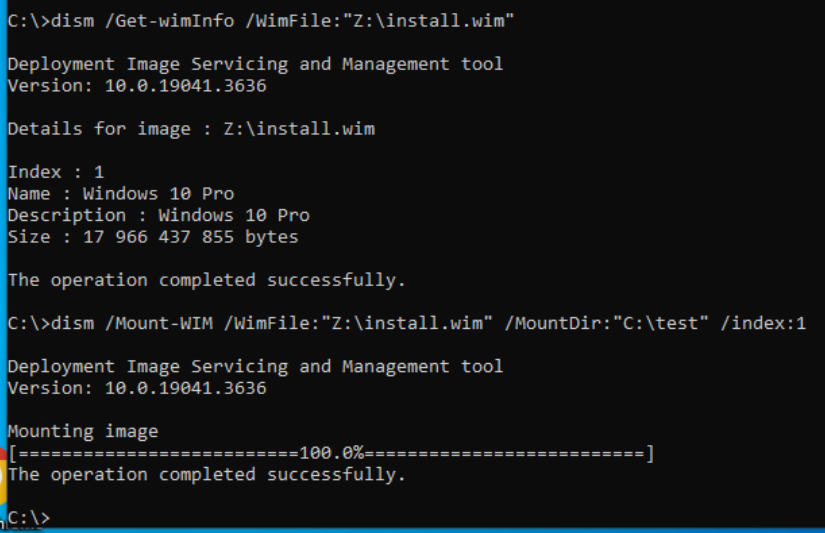 C:\>dism /Get-wimInfo /WimFile:"Z:\install.wim"
Deployment Image Servicing and Management tool
Version: 10.0.19041.3636
Details for image : Z:\install.wim
Index : 1
Name : Windows 10 Pro
Description : Windows 10 Pro
Size : 17 966 437 855 bytes
The operation completed successfully.
C:\>dism /Mount-WIM /WimFile:"Z:\install.wim" /MountDir:"C:\test" /index:1
Deployment Image Servicing and Management tool
Version: 10.0.19041.3636
Mounting image
[==========================100.0%==========================]
The operation completed successfully.
C:\>